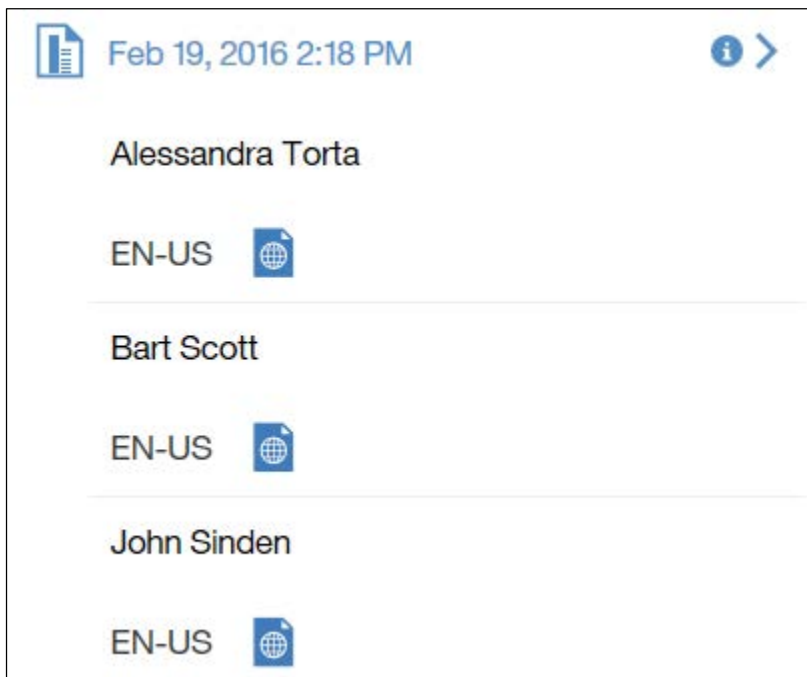 Feb 19, 2016 2:18 PM
Alessandra Torta
EN-US
Bart Scott
EN-US
John Sinden
EN-US